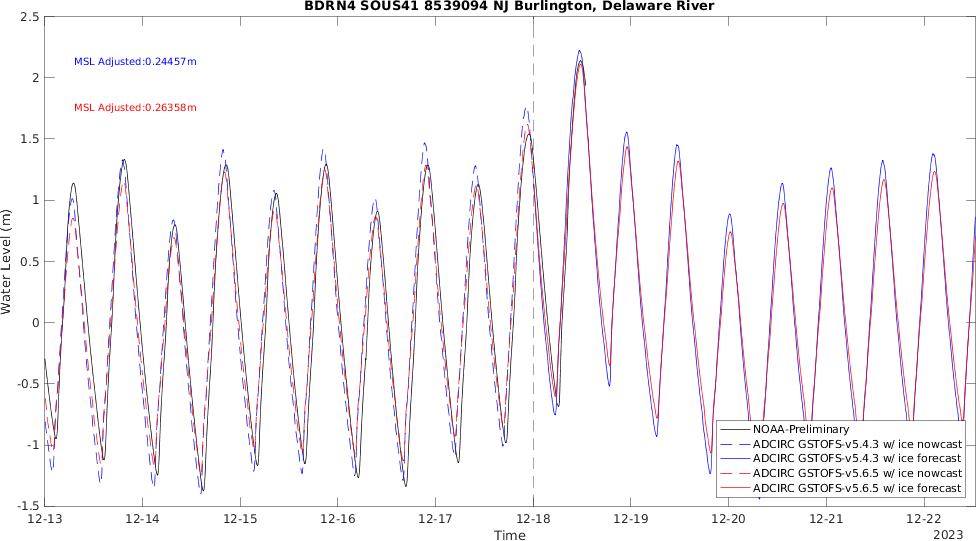 BDRN4 SOUS41 8539094 NJ Burlington, Delaware River
2.5
2
1.5
1
0.5
0
-0.5
-1
-1.5
Water Level (m)
MSL Adjusted:0.24457m
MSL Adjusted:0.26358m
NOAA-Preliminary
ADCIRC GSTOFS-v5.4.3 w/ ice nowcast
ADCIRC GSTOFS-v5.4.3 w/ ice forecast
ADCIRC GSTOFS-v5.6.5 w/ ice nowcast
ADCIRC GSTOFS-v5.6.5 w/ ice forecast
12-13 12-14 12-15 12-16 12-17 12-18 12-19 12-20 12-21 12-22
Time
2023